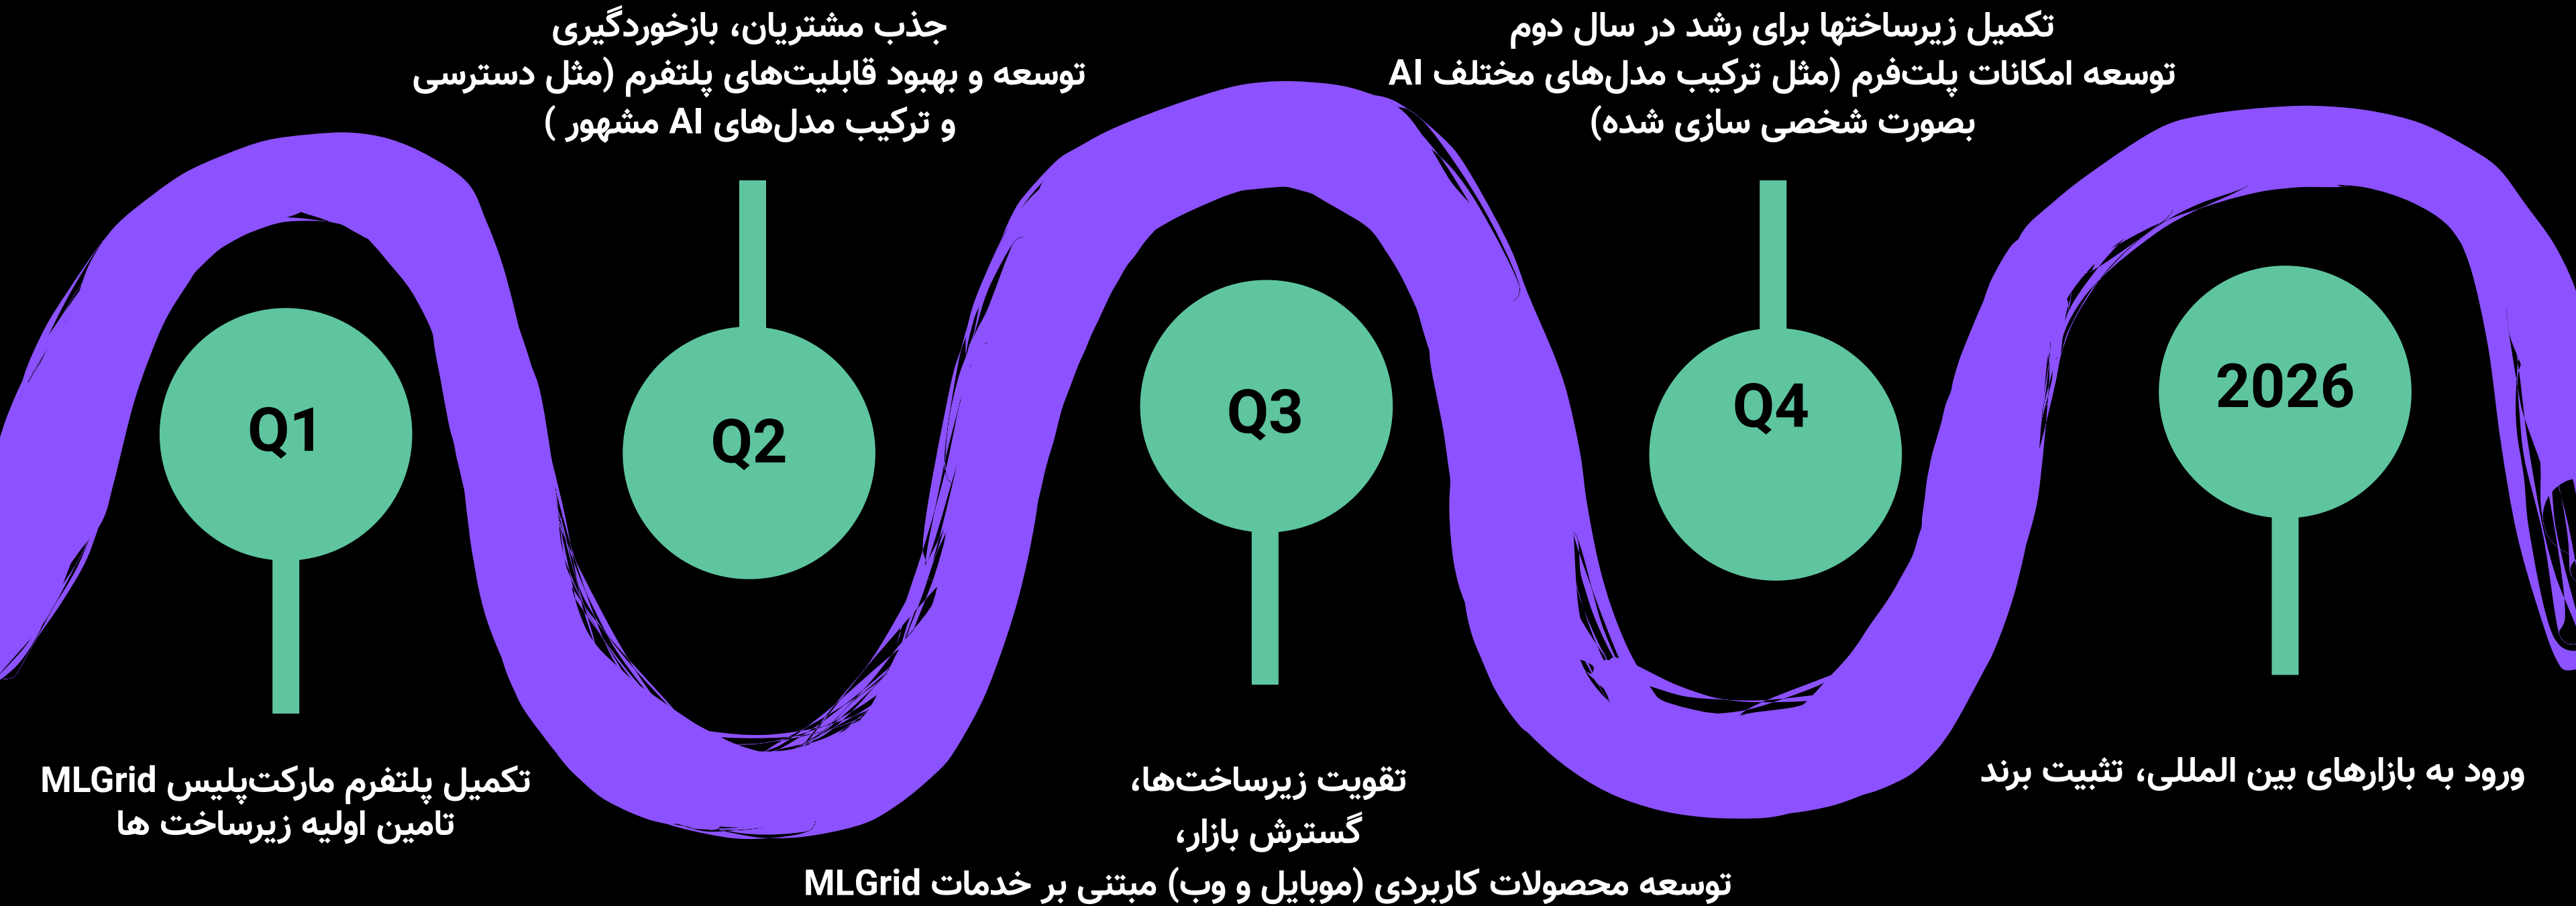 Q1
تکمیل پلتفرم مارکت‌پلیس MLGrid
تامین اولیه زیرساخت ها
جذب مشتریان، بازخوردگیری
توسعه و بهبود قابلیت‌های پلتفرم (مثل دسترسی
و ترکیب مدل‌های AI مشهور )
Q2
Q3
تقویت زیرساخت‌ها،
گسترش بازار،
توسعه محصولات کاربردی (موبایل و وب) مبتنی بر خدمات MLGrid
تکمیل زیرساختها برای رشد در سال دوم
توسعه امکانات پلت‌فرم (مثل ترکیب مدل‌های مختلف AI
بصورت شخصی سازی شده)
Q4
2026
ورود به بازارهای بین المللی، تثبیت برند